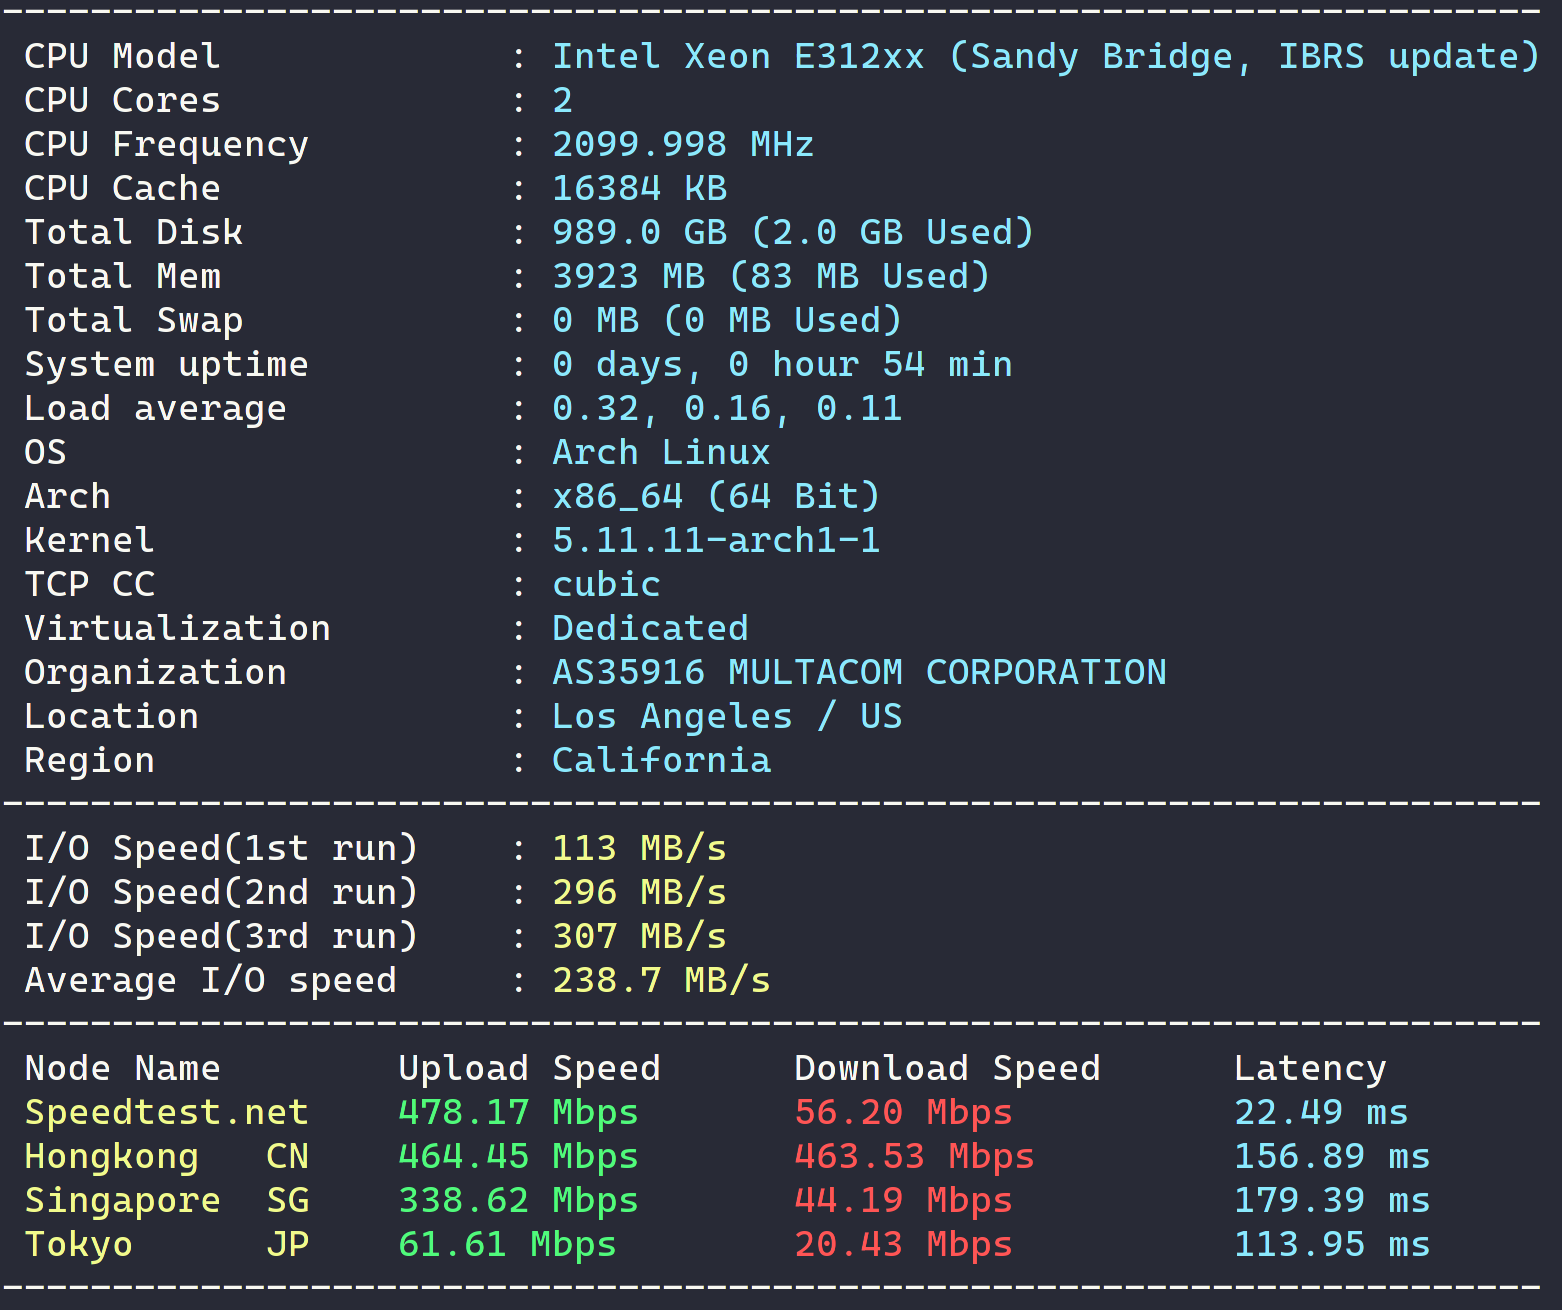 ----------------------------------------------------------------------
CPU Model             : Intel Xeon E312xx (Sandy Bridge, IBRS update)
CPU Cores             : 2
CPU Frequency         : 2099.998 MHz
CPU Cache             : 16384 KB
Total Disk            : 989.0 GB (2.0 GB Used)
Total Mem             : 3923 MB (83 MB Used)
Total Swap            : 0 MB (0 MB Used)
System uptime         : 0 days, 0 hour 54 min
Load average          : 0.32, 0.16, 0.11
OS                    : Arch Linux
Arch                  : x86_64 (64 Bit)
Kernel                : 5.11.11-arch1-1
TCP CC                : cubic
Virtualization        : Dedicated
Organization          : AS35916 MULTACOM CORPORATION
Location              : Los Angeles / US
Region                : California
----------------------------------------------------------------------
I/O Speed(1st run)    : 113 MB/s
I/O Speed(2nd run)    : 296 MB/s
I/O Speed(3rd run)    : 307 MB/s
Average I/O speed     : 238.7 MB/s
----------------------------------------------------------------------
Node Name        Upload Speed      Download Speed      Latency
Speedtest.net    478.17 Mbps       56.20 Mbps          22.49 ms
Hongkong   CN    464.45 Mbps       463.53 Mbps         156.89 ms
Singapore  SG    338.62 Mbps       44.19 Mbps          179.39 ms
Tokyo      JP    61.61 Mbps        20.43 Mbps          113.95 ms
----------------------------------------------------------------------